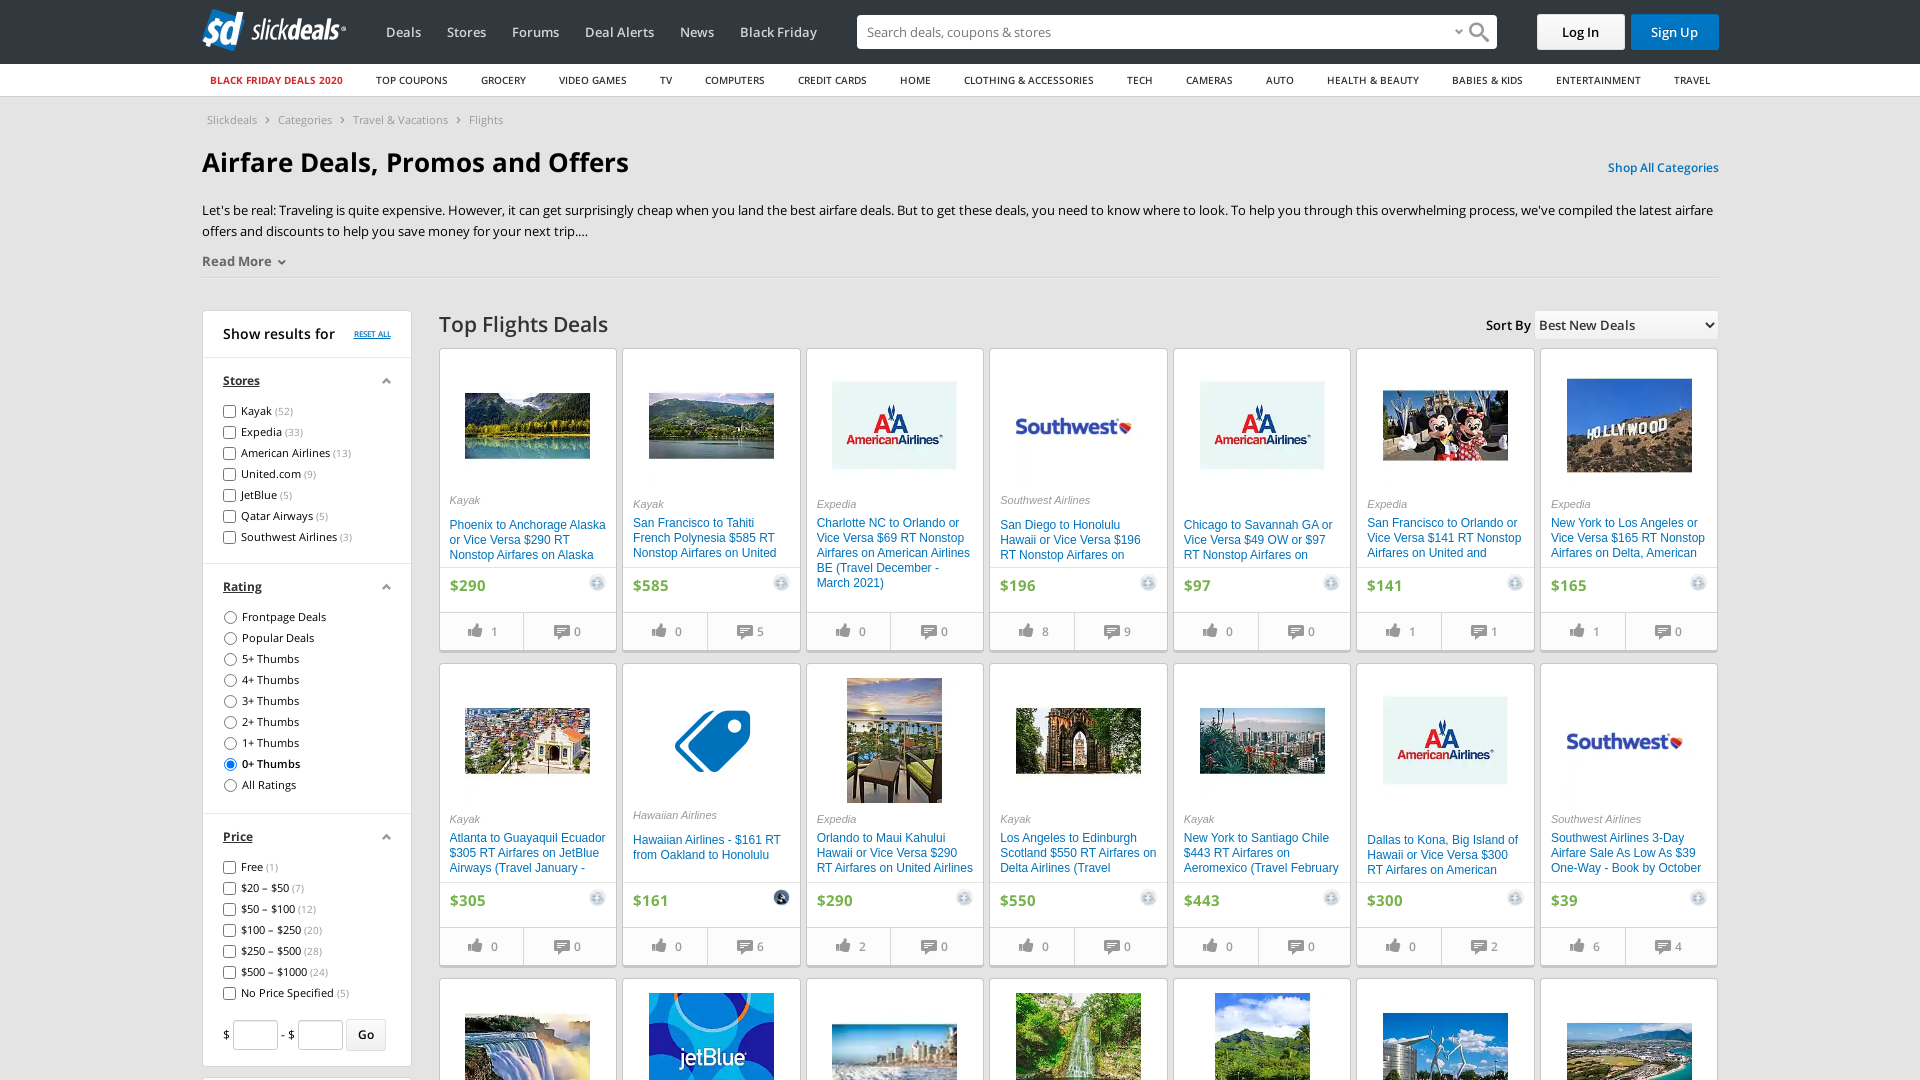 sd slickdeals
Deals
Stores
Forums
Deal Alerts
News
Black Friday
Search deals, coupons & stores
Log In
Sign Up
BLACK FRIDAY DEALS 2020
TOP COUPONS
GROCERY
VIDEO GAMES
TV
COMPUTERS
CREDIT CARDS
HOME
CLOTHING & ACCESSORIES
TECH
CAMERAS
AUTO
HEALTH & BEAUTY
BABIES & KIDS
ENTERTAINMENT
TRAVEL
Slickdeals > Categories > Travel & Vacations > Flights
Airfare Deals, Promos and Offers
Shop All Categories
Let's be real: Traveling is quite expensive. However, it can get surprisingly cheap when you land the best airfare deals. But to get these deals, you need to know where to look. To help you through this overwhelming process, we've compiled the latest airfare
offers and discounts to help you save money for your next trip....
Read More
Show results for
RESET ALL
Stores
Kayak (52)
Expedia (33)
American Airlines (13)
United.com (9)
JetBlue (5)
Qatar Airways (5)
Southwest Airlines (3)
Rating
Frontpage Deals
Popular Deals
5+ Thumbs
4+ Thumbs
3+ Thumbs
2+ Thumbs
1+ Thumbs
0+ Thumbs
All Ratings
Price
Free (1)
$20 – $50 (7)
$50 – $100 (12)
$100 – $250 (20)
$250 – $500 (28)
$500 – $1000 (24)
No Price Specified (5)
$ - $ Go
Top Flights Deals
Sort By Best New Deals
Kayak
Phoenix to Anchorage Alaska
or Vice Versa $290 RT
Nonstop Airfares on Alaska
$290
1 0
Kayak
San Francisco to Tahiti
French Polynesia $585 RT
Nonstop Airfares on United
$585
0 5
AmericanAirlines
Expedia
Charlotte NC to Orlando or
Vice Versa $69 RT Nonstop
Airfares on American Airlines
BE (Travel December -
March 2021)
0 0
Southwest
Southwest Airlines
San Diego to Honolulu
Hawaii or Vice Versa $196
RT Nonstop Airfares on
$196
8 9
AmericanAirlines
Chicago to Savannah GA or
Vice Versa $49 OW or $97
RT Nonstop Airfares on
$97
0 0
Expedia
San Francisco to Orlando or
Vice Versa $141 RT Nonstop
Airfares on United and
$141
1 1
HOLLYWOOD
Expedia
New York to Los Angeles or
Vice Versa $165 RT Nonstop
Airfares on Delta, American
$165
1 0
Kayak
Atlanta to Guayaquil Ecuador
$305 RT Airfares on JetBlue
Airways (Travel January -
$305
0 0
Hawaiian Airlines
Hawaiian Airlines - $161 RT
from Oakland to Honolulu
$161
0 6
Expedia
Orlando to Maui Kahului
Hawaii or Vice Versa $290
RT Airfares on United Airlines
$290
2 0
Kayak
Los Angeles to Edinburgh
Scotland $550 RT Airfares on
Delta Airlines (Travel
$550
0 0
Kayak
New York to Santiago Chile
$443 RT Airfares on
Aeromexico (Travel February
$443
0 0
AmericanAirlines
Dallas to Kona, Big Island of
Hawaii or Vice Versa $300
RT Airfares on American
$300
0 2
Southwest
Southwest Airlines
Southwest Airlines 3-Day
Airfare Sale As Low As $39
One-Way - Book by October
$39
6 4
jetBlue